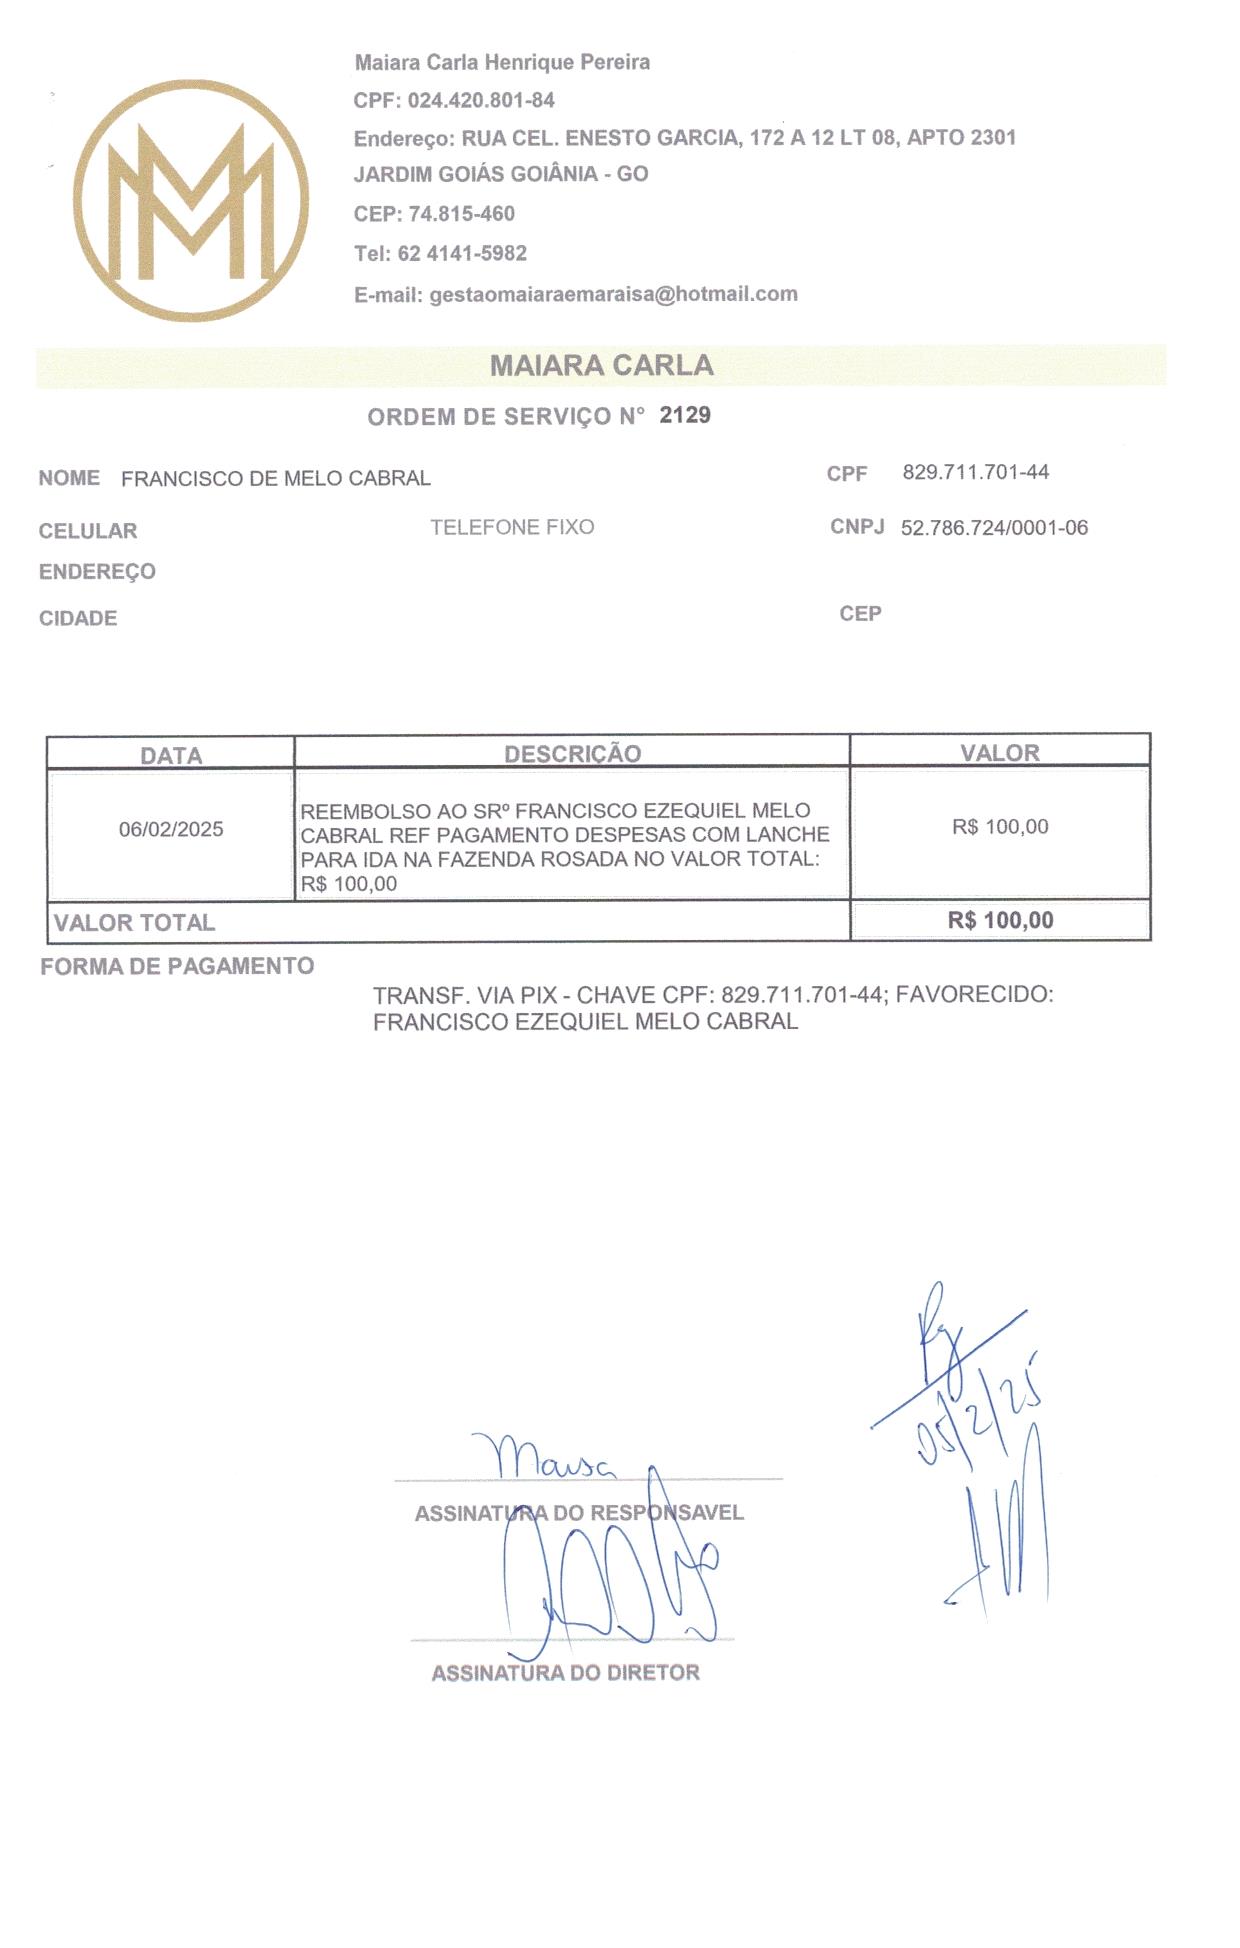 Maiara Carla Henrique Pereira
CPF: 024.420.801-84
Endereço: RUA CEL. ENESTO GARCIA, 172 A 12 LT 08, APTO 2301
JARDIM GOIÁS GOIÂNIA - GO
CEP: 74.815-460
Tel: 62 4141-5982
E-mail: gestaomaiaraemaraisa@hotmail.com
MAIARA CARLA
ORDEM DE SERVIÇO N° 2129
NOME FRANCISCO DE MELO CABRAL CPF 829.711.701-44
CELULAR TELEFONE FIXO CNPJ 52.786.724/0001-06
ENDEREÇO
CIDADE CEP
DATA DESCRIÇÃO VALOR
REEMBOLSO AO SRº FRANCISCO EZEQUIEL MELO
06/02/2025 CABRAL REF PAGAMENTO DESPESAS COM LANCHE R$ 100,00
PARA IDA NA FAZENDA ROSADA NO VALOR TOTAL:
R$ 100,00
VALOR TOTAL R$ 100,00
FORMA DE PAGAMENTO
TRANSF. VIA PIX - CHAVE CPF: 829.711.701-44; FAVORECIDO:
FRANCISCO EZEQUIEL MELO CABRAL
Pg
05/2/25
ASSINATURA DO RESPONSAVEL
ASSINATURA DO DIRETOR